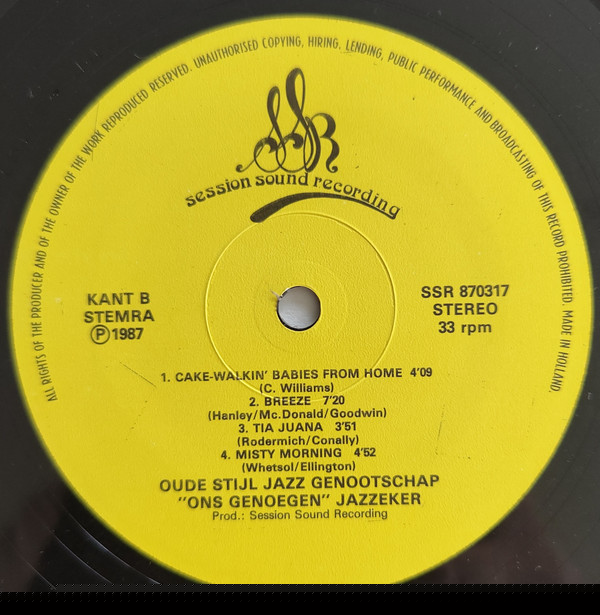 ALL RIGHTS OF THE PRODUCER AND OF THE OWNER OF THE WORK REPRODUCED RESERVED. UNAUTHORISED COPYING, HIRING, LENDING, PUBLIC PERFORMANCE AND BROADCASTING OF THIS RECORD PROHIBITED. MADE IN HOLLAND.
SSR
session sound recording
KANT B
STEMRA
Ⓟ1987
SSR 870317
STEREO
33 rpm
1. CAKE-WALKIN' BABIES FROM HOME 4'09
(C. Williams)
2. BREEZE 7'20
(Hanley/Mc.Donald/Goodwin)
3. TIA JUANA 3'51
(Rodermich/Conally)
4. MISTY MORNING 4'52
(Whetsol/Ellington)
OUDE STIJL JAZZ GENOOTSCHAP
"ONS GENOEGEN" JAZZEKER
Prod.: Session Sound Recording